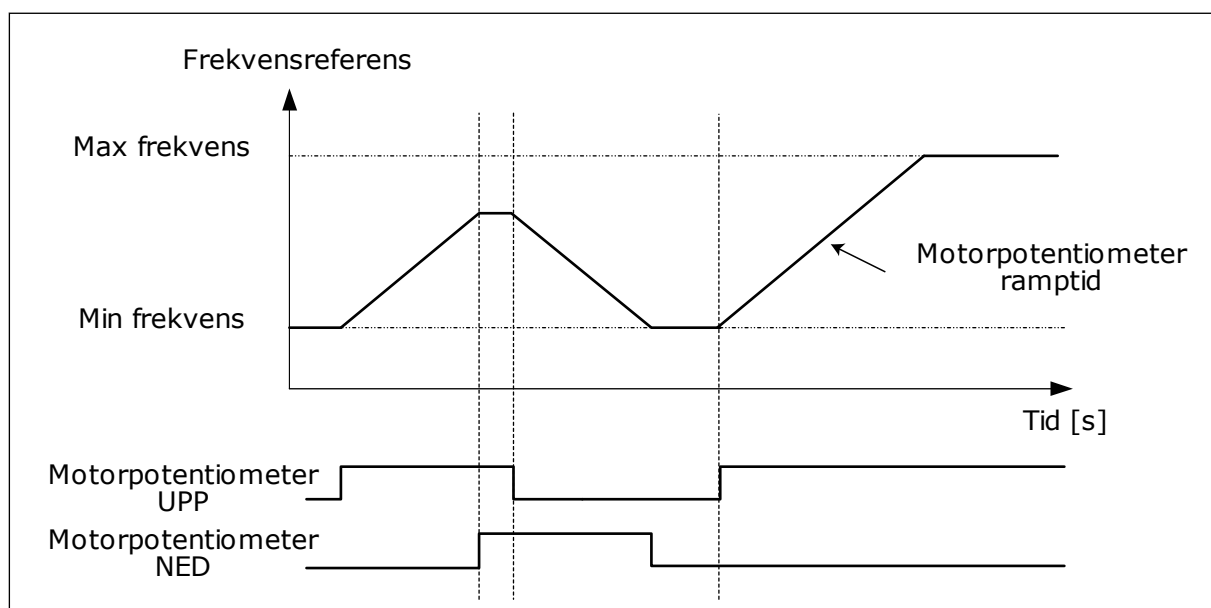 Frekvensreferens
Max frekvens
Min frekvens
Motorpotentiometer
ramptid
Tid [s]
Motorpotentiometer
UPP
Motorpotentiometer
NED